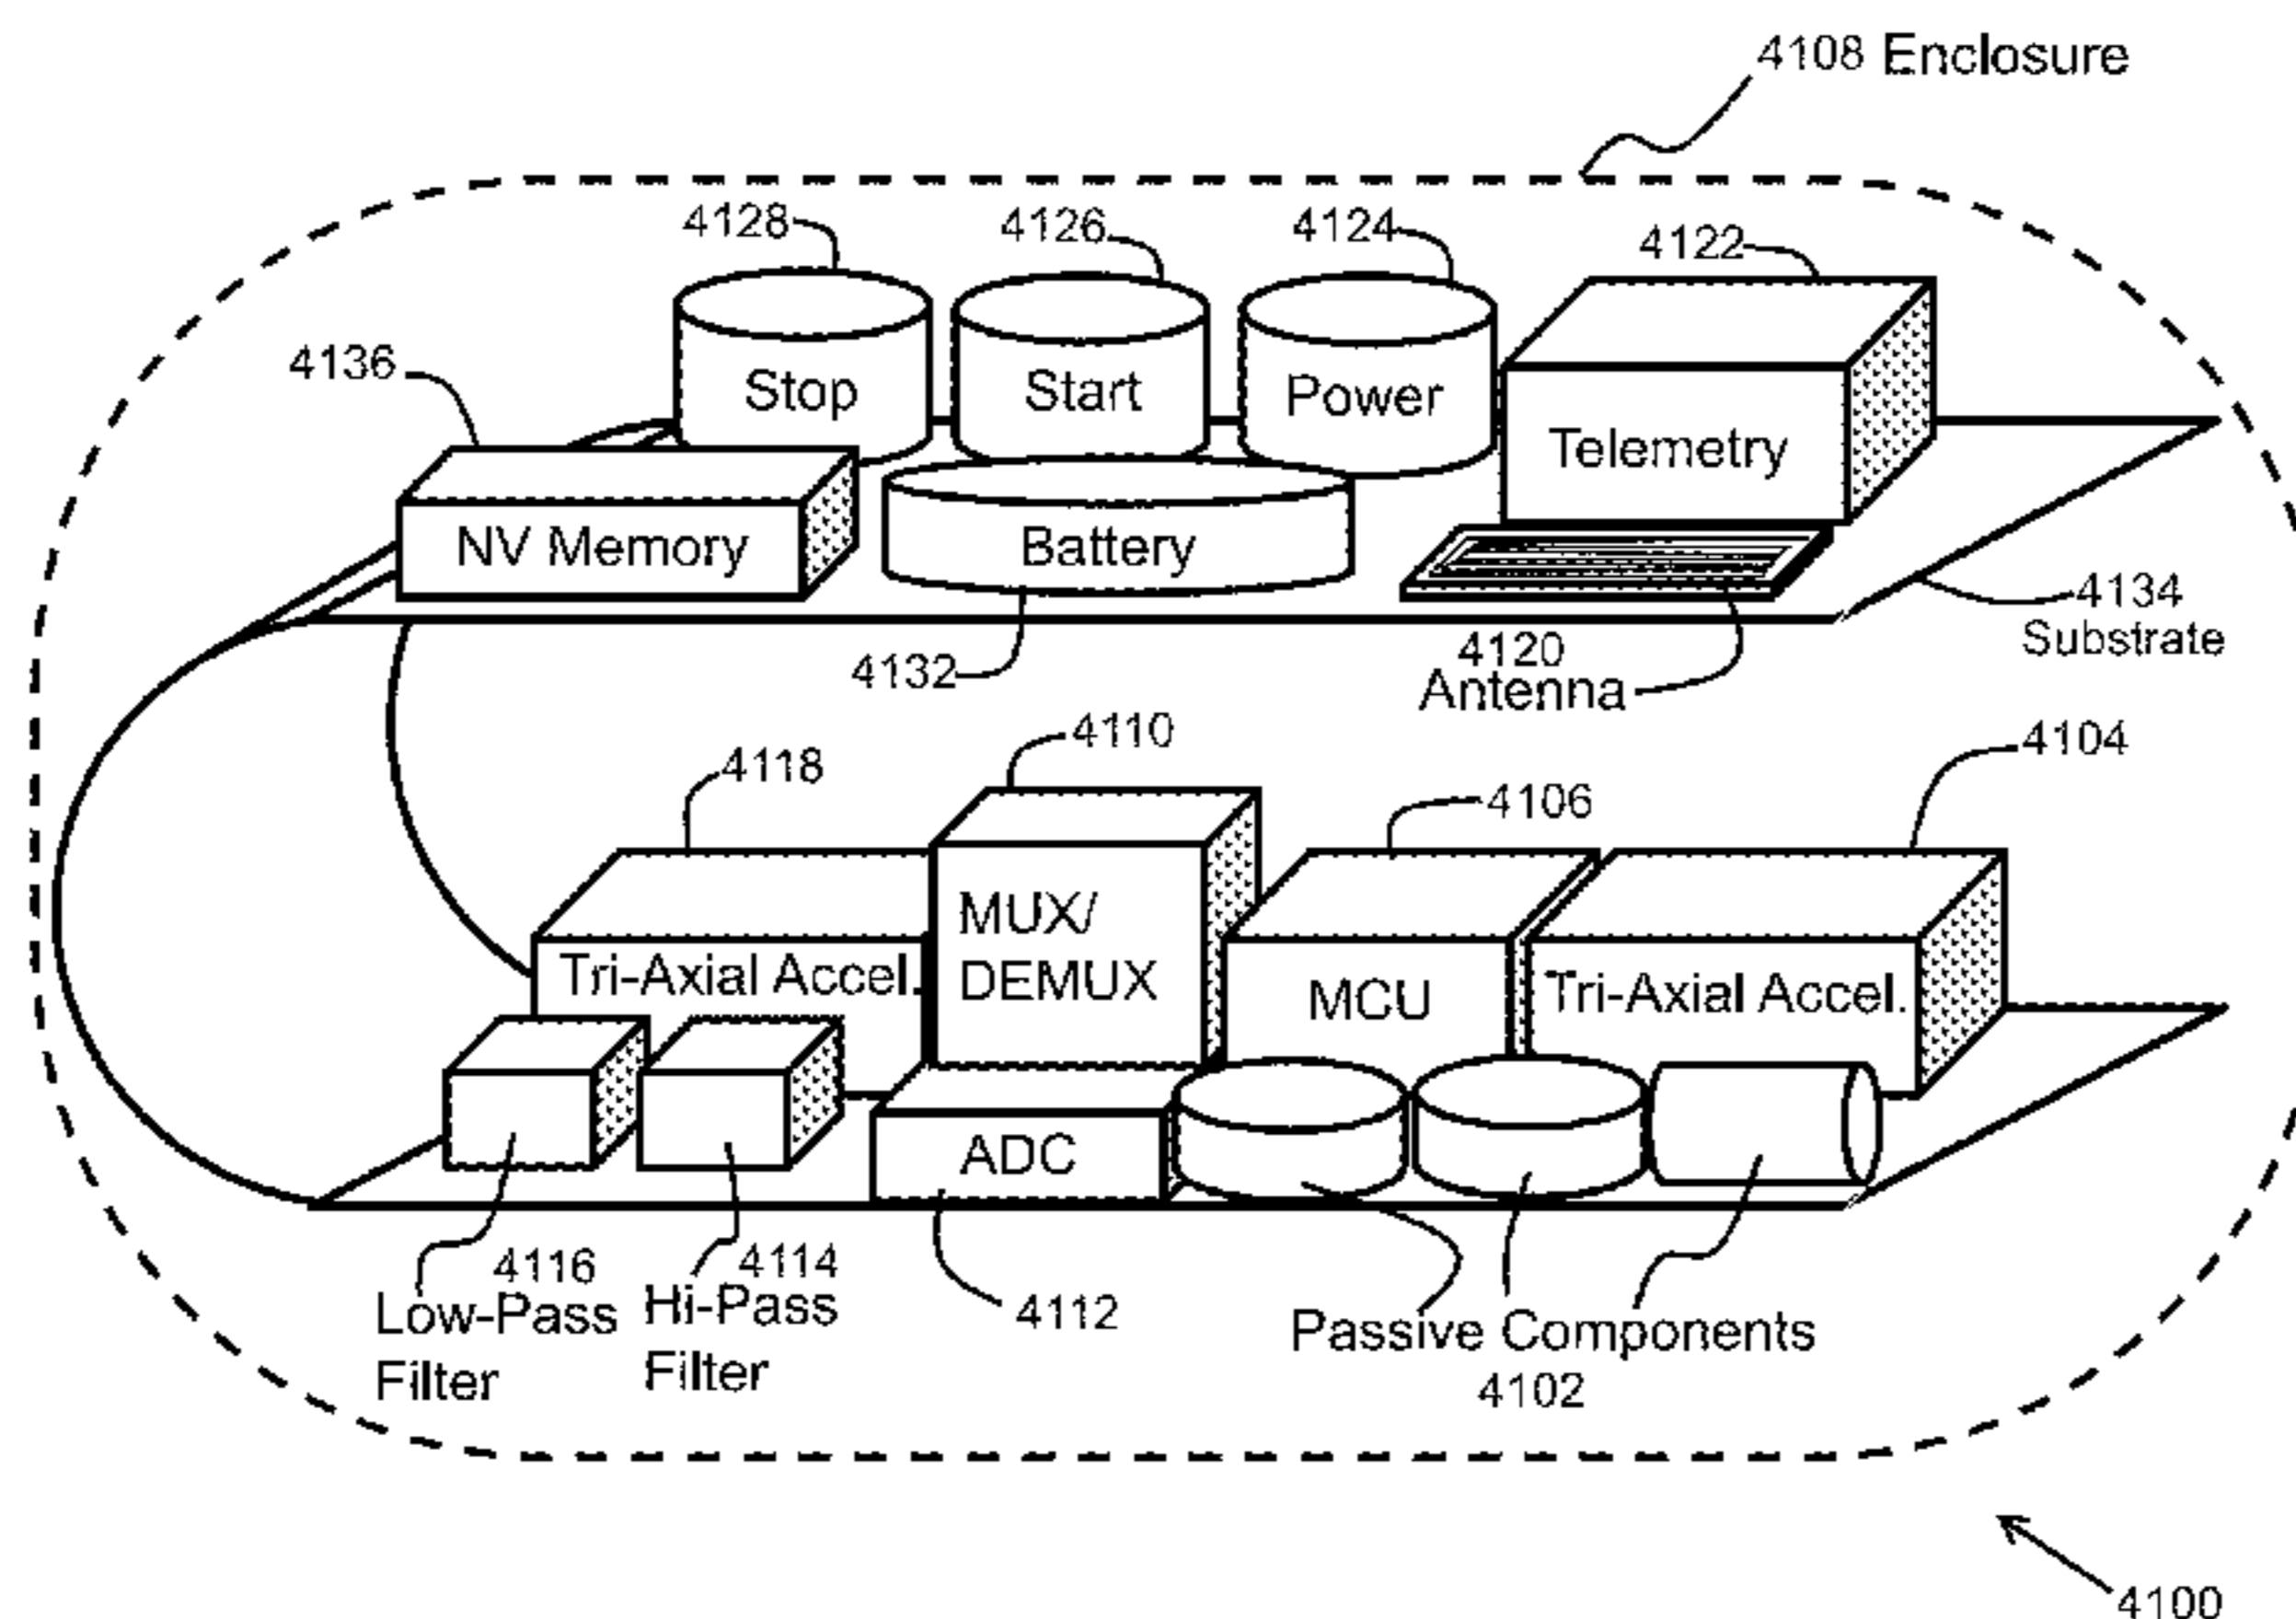 4108 Enclosure
4128
4126
4124
4122
4136
Stop
Start
Power
Telemetry
NV Memory
Battery
4134
Substrate
4132
4120
Antenna
4110
4118
4104
4106
MUX/
DEMUX
Tri-Axial Accel.
MCU
Tri-Axial Accel.
ADC
4116
Low-Pass
Filter
4114
Hi-Pass
Filter
4112
Passive Components
4102
4100